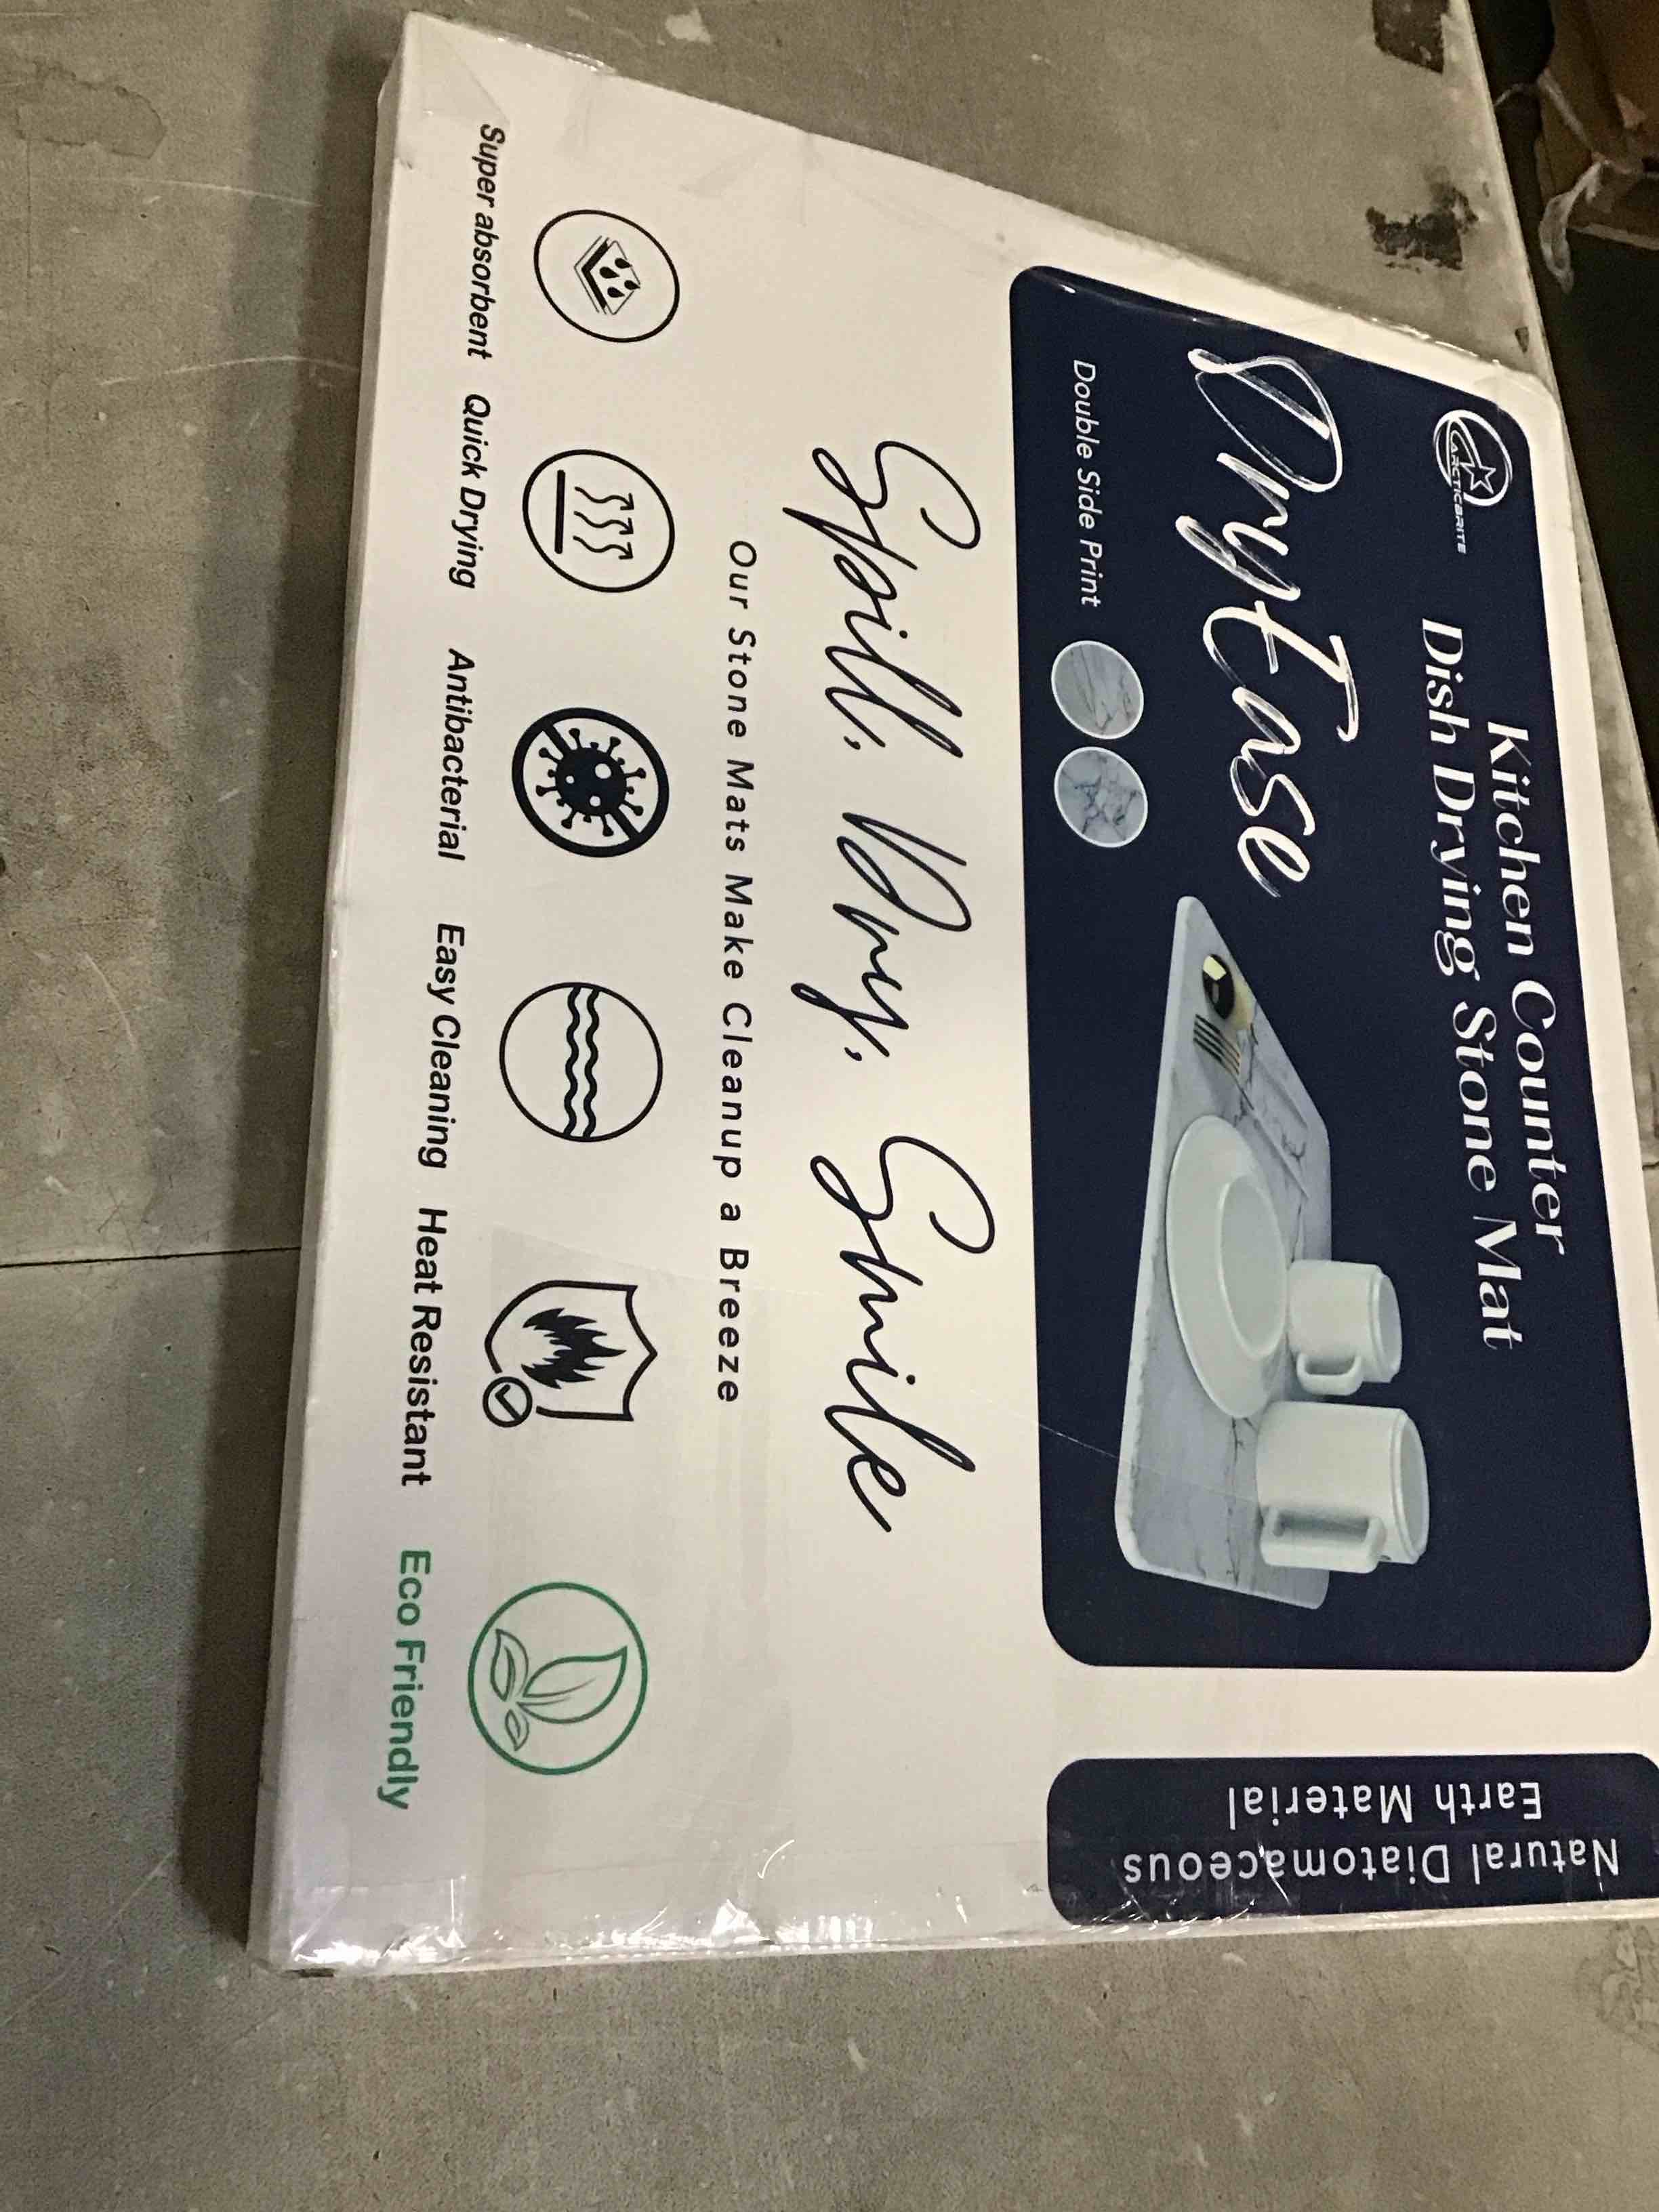 ARCTICBRITE
Kitchen Counter
Dish Drying Stone Mat
DryEase
Double Side Print
Natural Diatomaceous
Earth Material
Spill, Dry, Smile
Our Stone Mats Make Cleanup a Breeze
Super absorbent Quick Drying Antibacterial Easy Cleaning Heat Resistant Eco Friendly